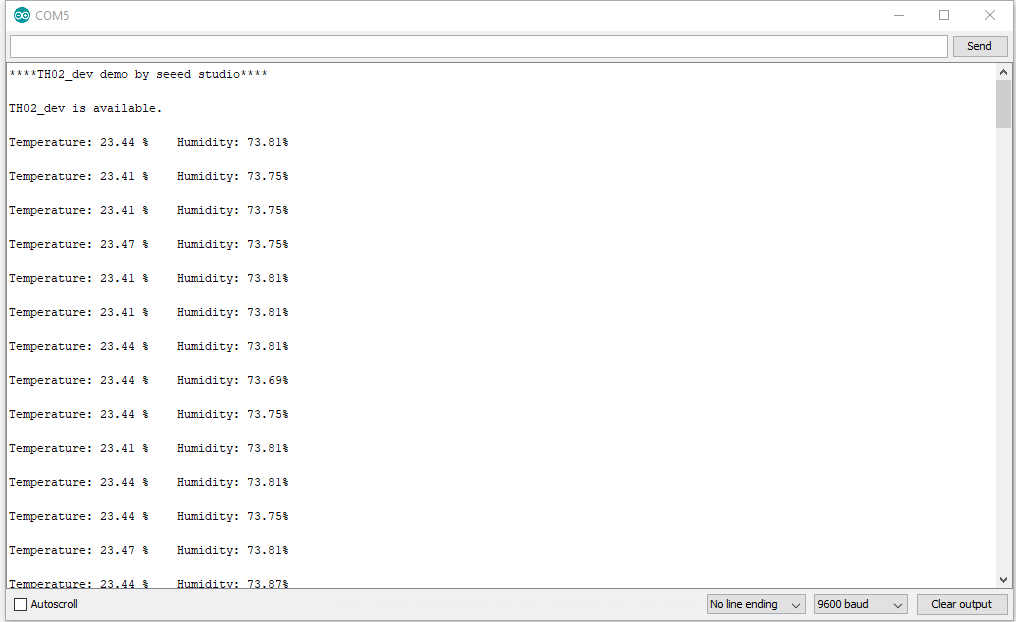 COM5
Send
****TH02_dev demo by seeed studio****
TH02_dev is available.
Temperature: 23.44 %    Humidity: 73.81%
Temperature: 23.41 %    Humidity: 73.75%
Temperature: 23.41 %    Humidity: 73.75%
Temperature: 23.47 %    Humidity: 73.75%
Temperature: 23.41 %    Humidity: 73.81%
Temperature: 23.41 %    Humidity: 73.81%
Temperature: 23.44 %    Humidity: 73.81%
Temperature: 23.44 %    Humidity: 73.69%
Temperature: 23.44 %    Humidity: 73.75%
Temperature: 23.41 %    Humidity: 73.81%
Temperature: 23.44 %    Humidity: 73.81%
Temperature: 23.44 %    Humidity: 73.75%
Temperature: 23.47 %    Humidity: 73.81%
Temperature: 23.44 %    Humidity: 73.87%
Autoscroll    No line ending    9600 baud    Clear output